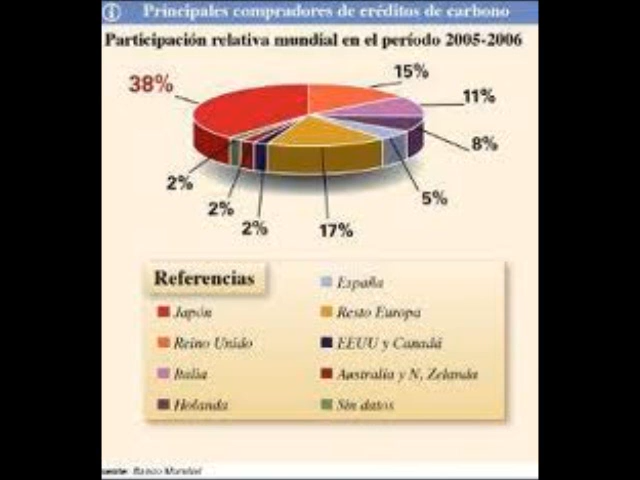 Principales compradores de créditos de carbono
Participación relativa mundial en el período 2005-2006
38%
15%
11%
8%
5%
17%
2%
2%
2%
Referencias
Japón
Reino Unido
Italia
Holanda
España
Resto Europa
EEUU y Canadá
Australia y N. Zelanda
Sin datos
Fuente: Banco Mundial